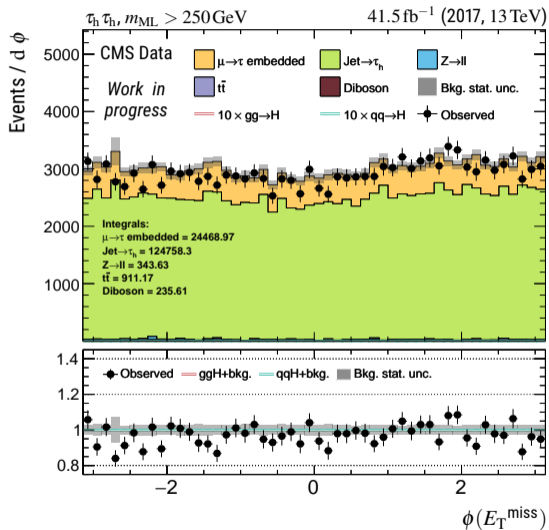 τₕτₕ, m_ML > 250 GeV
41.5 fb⁻¹ (2017, 13 TeV)
Events / d ϕ
5000
4000
3000
2000
1000
CMS Data
Work in
progress
μ→τ embedded
Jet→τₕ
Z→ll
tt̄
Diboson
Bkg. stat. unc.
10 × gg→H
10 × qq→H
Observed
Integrals:
μ→τ embedded = 24468.97
Jet→τₕ = 124758.3
Z→ll = 343.63
tt̄ = 911.17
Diboson = 235.61
1.4
1.2
1
0.8
Observed
ggH+bkg.
qqH+bkg.
Bkg. stat. unc.
−2
0
2
ϕ(E_T^miss)